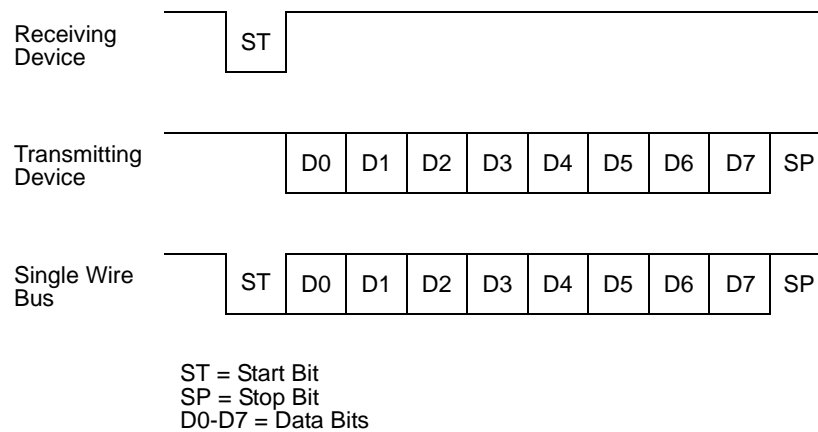 Receiving
Device
ST
Transmitting
Device
D0 D1 D2 D3 D4 D5 D6 D7 SP
Single Wire
Bus
ST D0 D1 D2 D3 D4 D5 D6 D7 SP
ST = Start Bit
SP = Stop Bit
D0-D7 = Data Bits